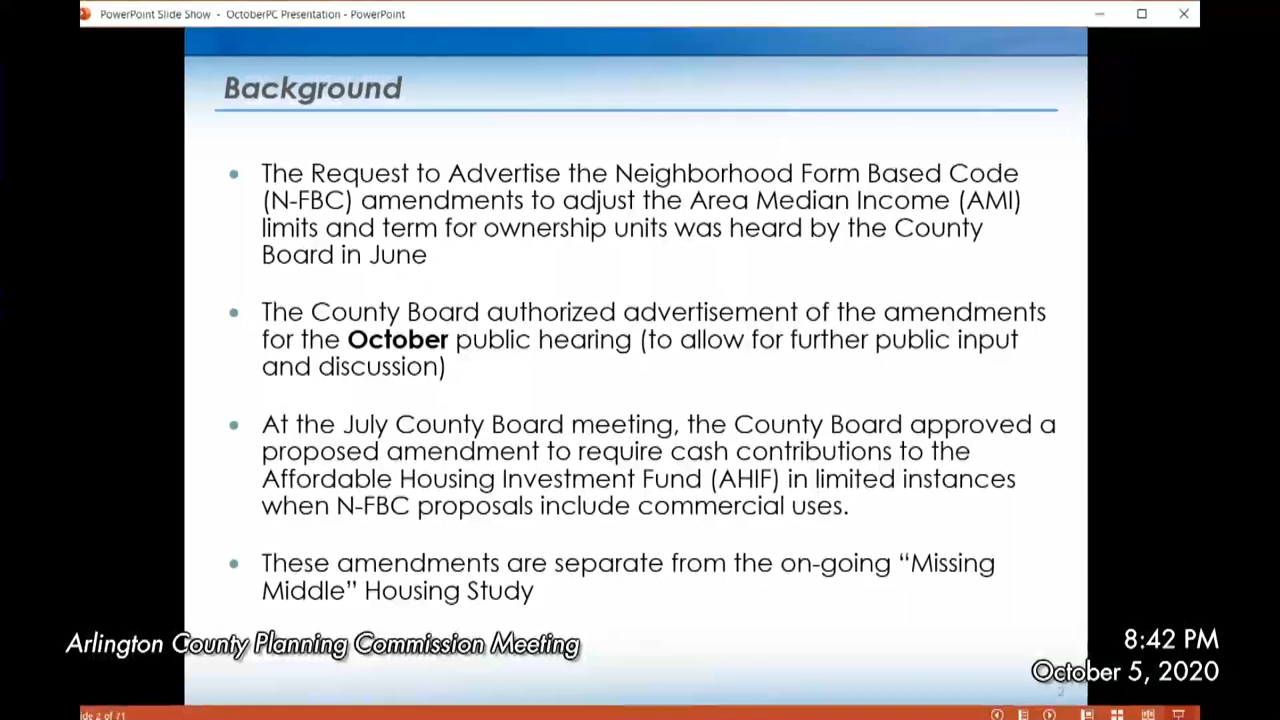 PowerPoint Slide Show - OctoberPC Presentation - PowerPoint
Background
• The Request to Advertise the Neighborhood Form Based Code
(N-FBC) amendments to adjust the Area Median Income (AMI)
limits and term for ownership units was heard by the County
Board in June
• The County Board authorized advertisement of the amendments
for the October public hearing (to allow for further public input
and discussion)
• At the July County Board meeting, the County Board approved a
proposed amendment to require cash contributions to the
Affordable Housing Investment Fund (AHIF) in limited instances
when N-FBC proposals include commercial uses.
• These amendments are separate from the on-going “Missing
Middle” Housing Study
Arlington County Planning Commission Meeting
8:42 PM
October 5, 2020
2
ide 2 of 71